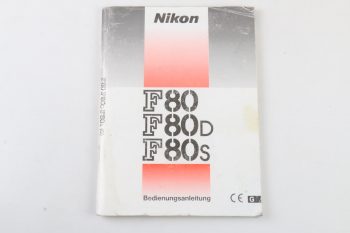 Nikon
F80
F80D
F80S
Bedienungsanleitung
CE G